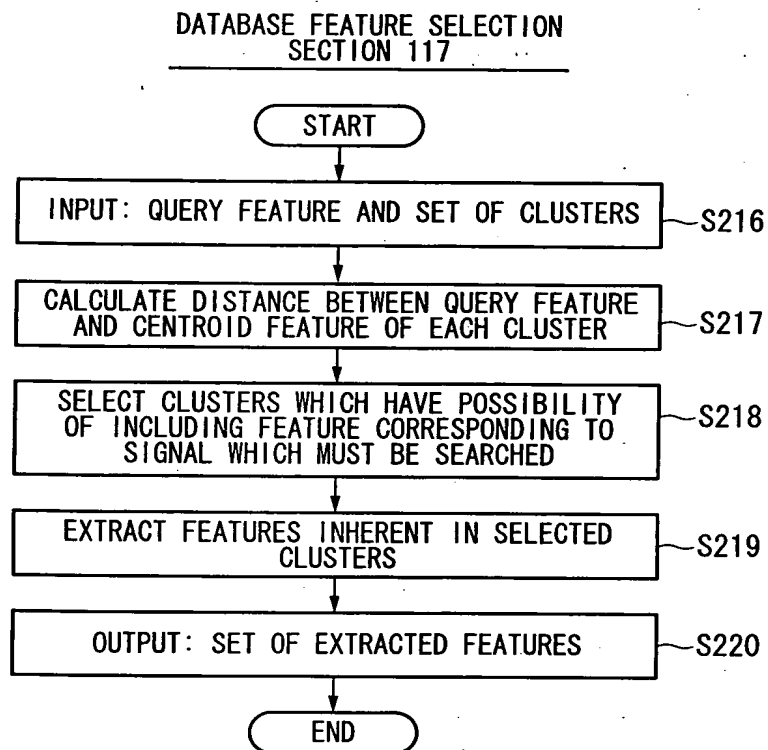 DATABASE FEATURE SELECTION
SECTION 117
START
INPUT: QUERY FEATURE AND SET OF CLUSTERS
S216
CALCULATE DISTANCE BETWEEN QUERY FEATURE
AND CENTROID FEATURE OF EACH CLUSTER
S217
SELECT CLUSTERS WHICH HAVE POSSIBILITY
OF INCLUDING FEATURE CORRESPONDING TO
SIGNAL WHICH MUST BE SEARCHED
S218
EXTRACT FEATURES INHERENT IN SELECTED
CLUSTERS
S219
OUTPUT: SET OF EXTRACTED FEATURES
S220
END